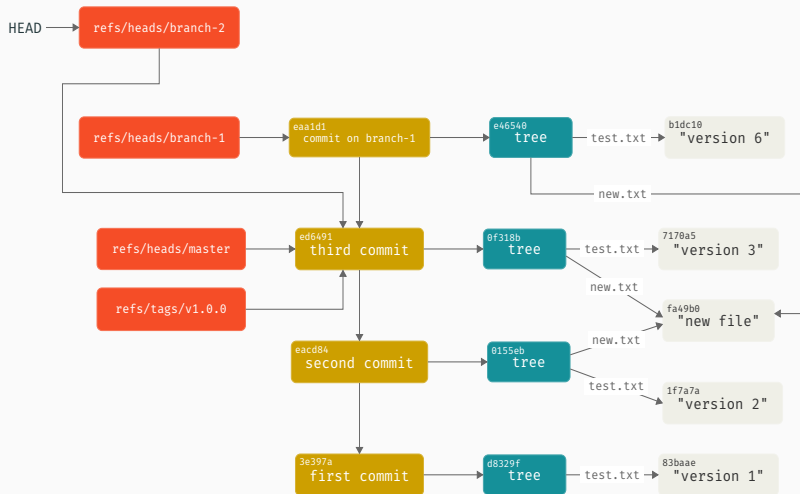 HEAD
refs/heads/branch-2
refs/heads/branch-1
eaa1d1
commit on branch-1
e46540
tree
test.txt
b1dc10
"version 6"
new.txt
refs/heads/master
ed6491
third commit
0f318b
tree
test.txt
7170a5
"version 3"
new.txt
refs/tags/v1.0.0
fa49b0
"new file"
new.txt
eacd84
second commit
0155eb
tree
test.txt
1f7a7a
"version 2"
3e397a
first commit
d8329f
tree
test.txt
83baae
"version 1"